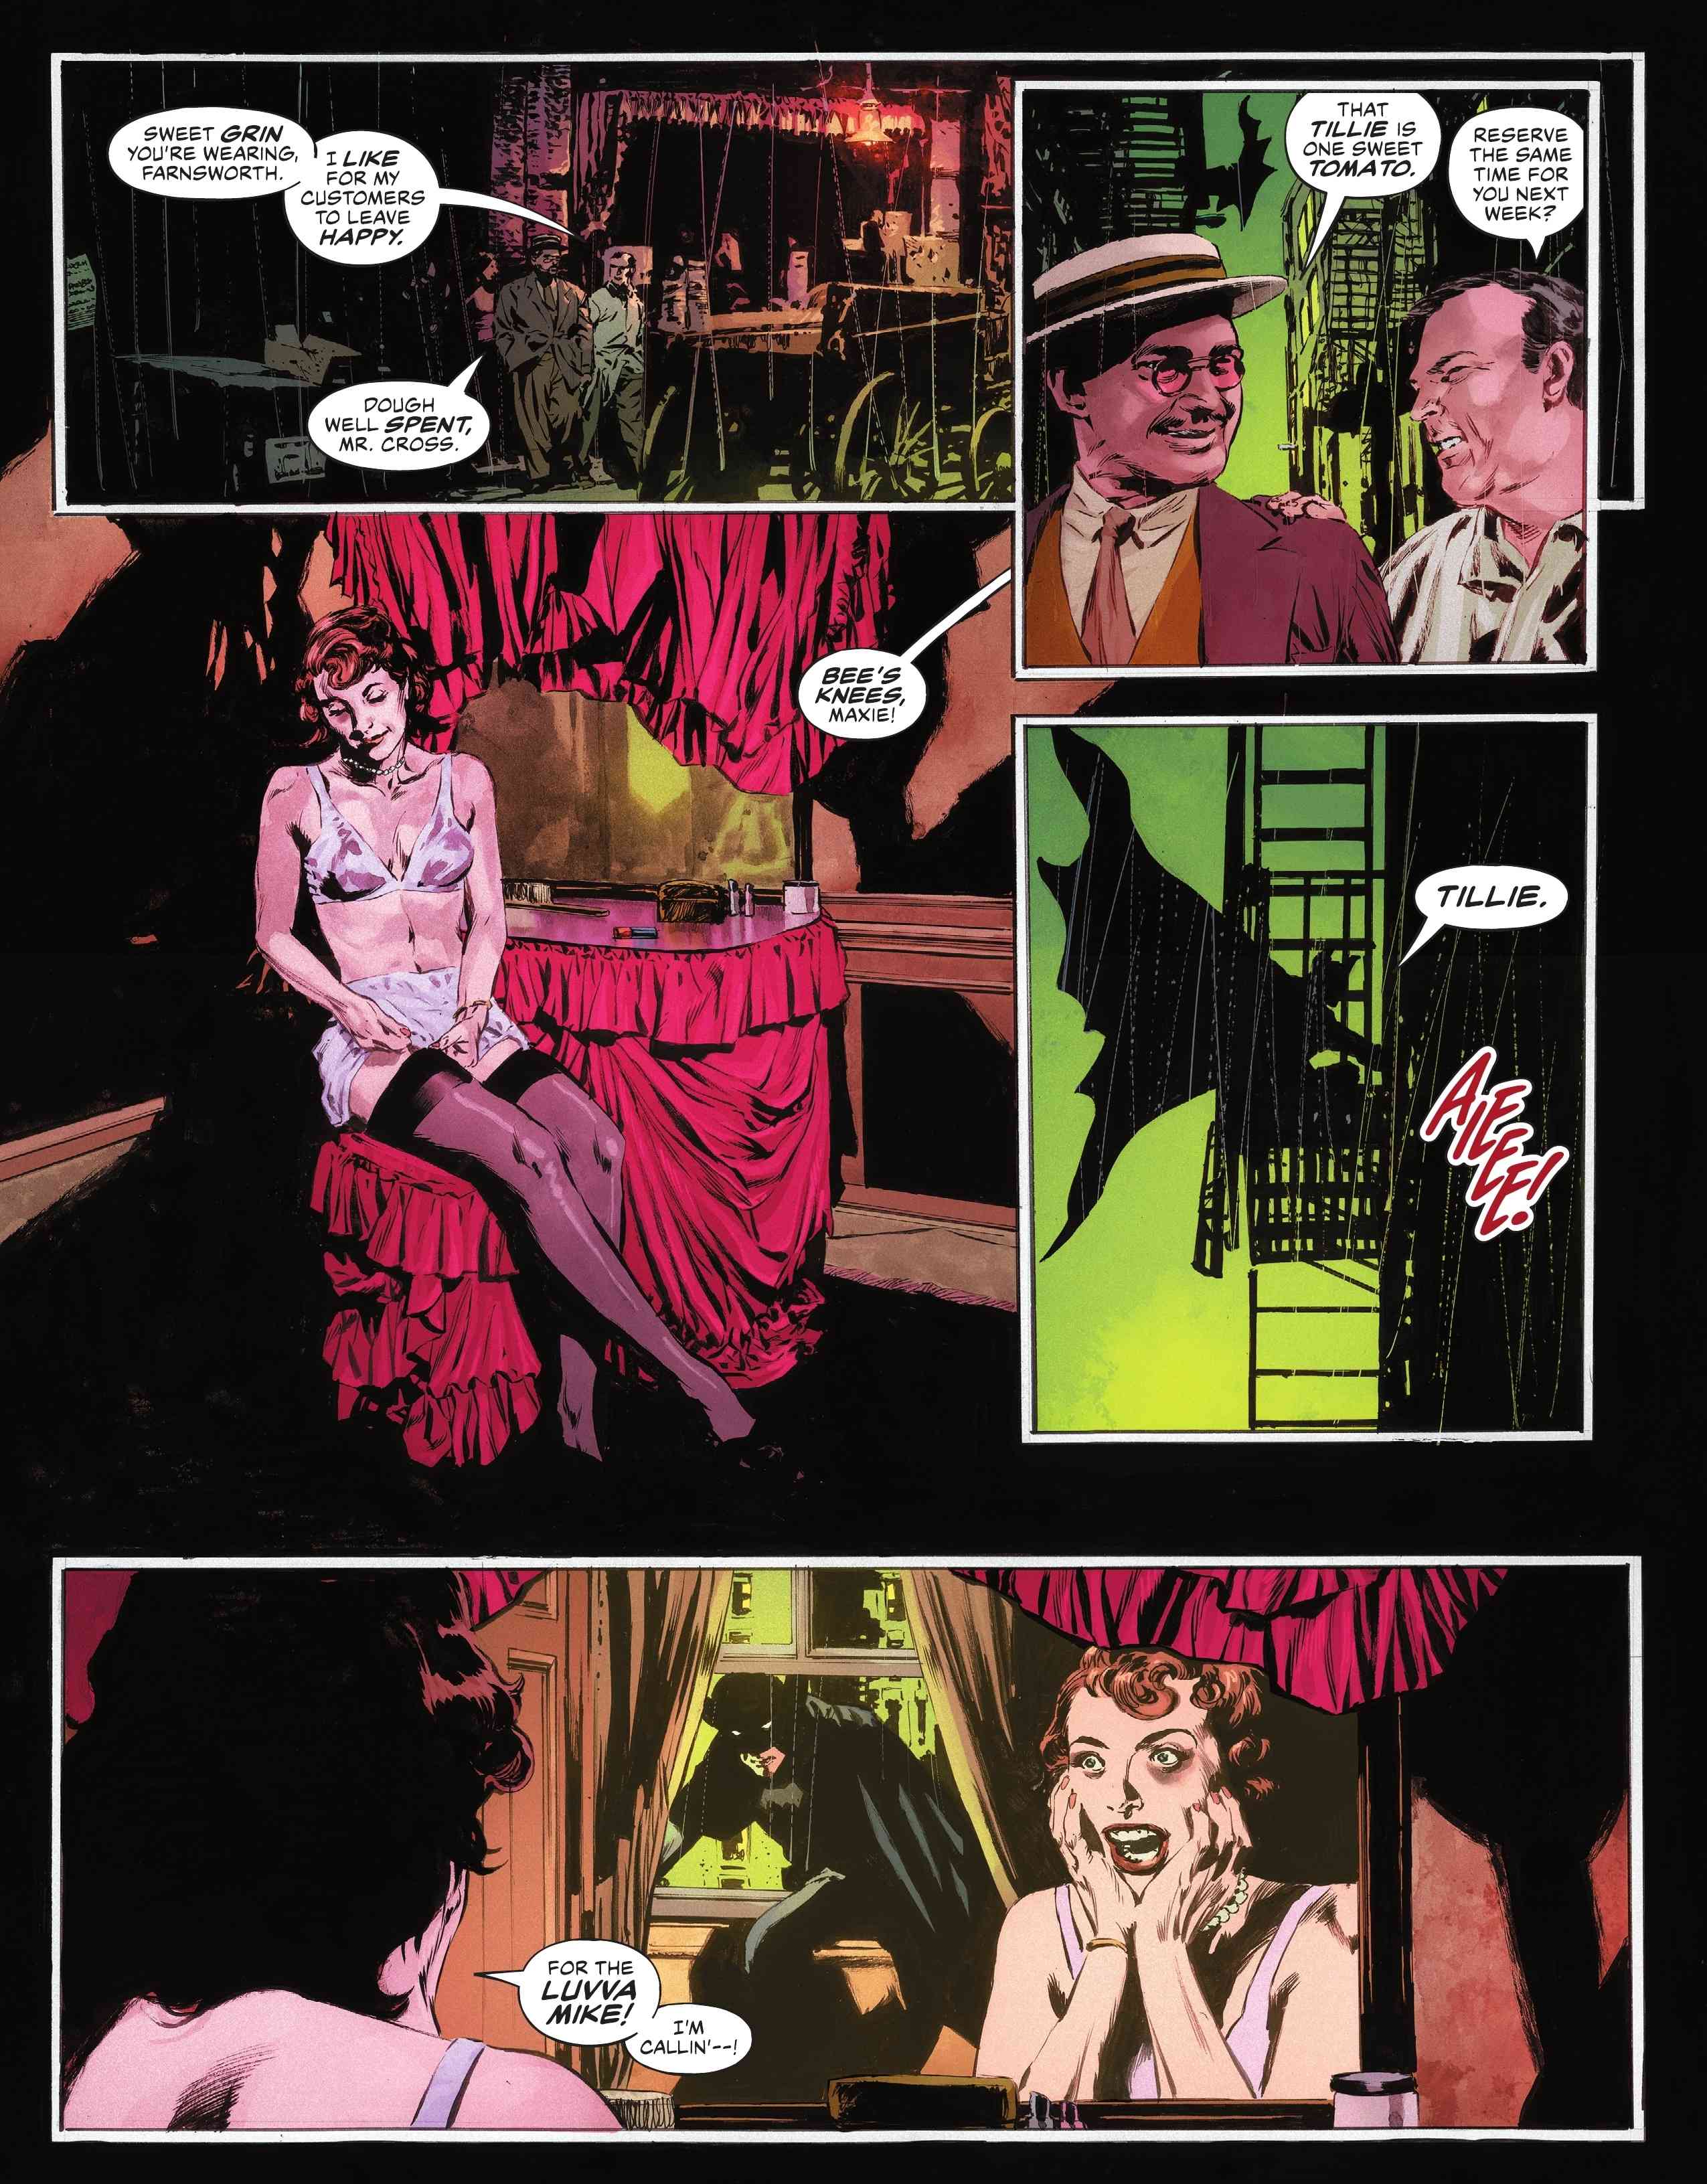 SWEET GRIN
YOU'RE WEARING,
FARNSWORTH.
I LIKE
FOR MY
CUSTOMERS
TO LEAVE
HAPPY.
DOUGH
WELL SPENT,
MR. CROSS.
THAT
TILLIE IS
ONE SWEET
TOMATO.
RESERVE
THE SAME
TIME FOR
YOU NEXT
WEEK?
BEE'S
KNEES,
MAXIE!
TILLIE.
AIEEEE!
FOR THE
LUVVA
MIKE!
I'M
CALLIN'--!